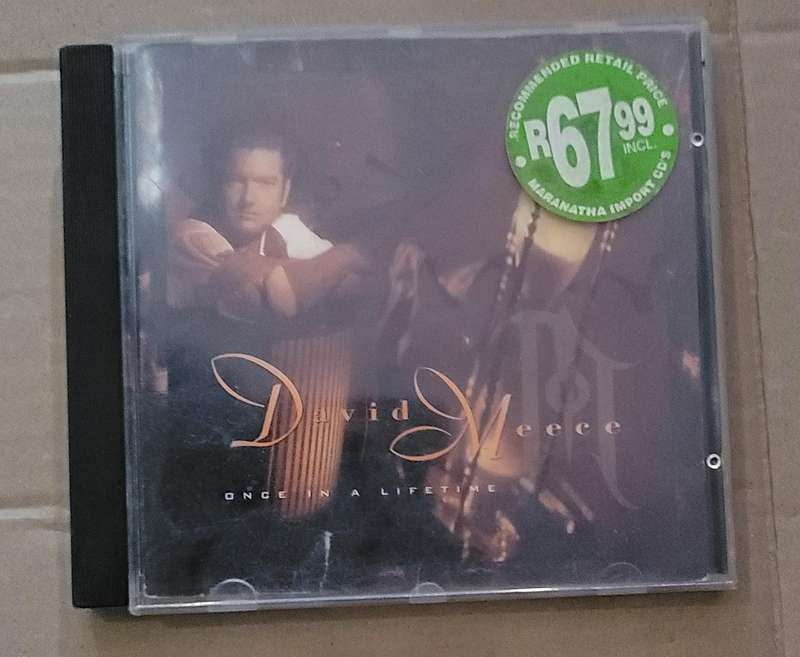 RECOMMENDED RETAIL PRICE
R67.99
INCL.
MARANATHA IMPORT CD'S
David Meece
ONCE IN A LIFETIME